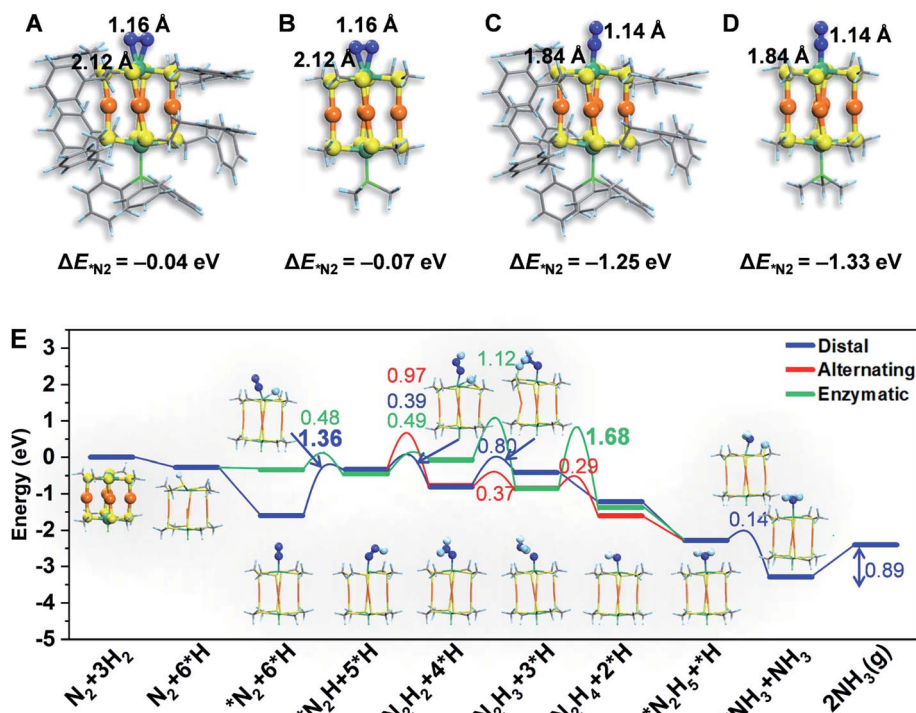 A
1.16 Å
2.12 Å
ΔE*N2 = –0.04 eV
B
1.16 Å
2.12 Å
ΔE*N2 = –0.07 eV
C
1.14 Å
1.84 Å
ΔE*N2 = –1.25 eV
D
1.14 Å
1.84 Å
ΔE*N2 = –1.33 eV
E
Energy (eV)
3
2
1
0
-1
-2
-3
-4
-5
Distal
Alternating
Enzymatic
0.48
1.36
0.97
0.39
0.49
1.12
0.80
0.37
1.68
0.29
0.14
0.89
N2+3H2
N2+6*H
*N2+6*H
*N2H+5*H
N2H2+4*H
N2H3+3*H
N2H4+2*H
*N2H5+*H
NH3+NH3
2NH3(g)